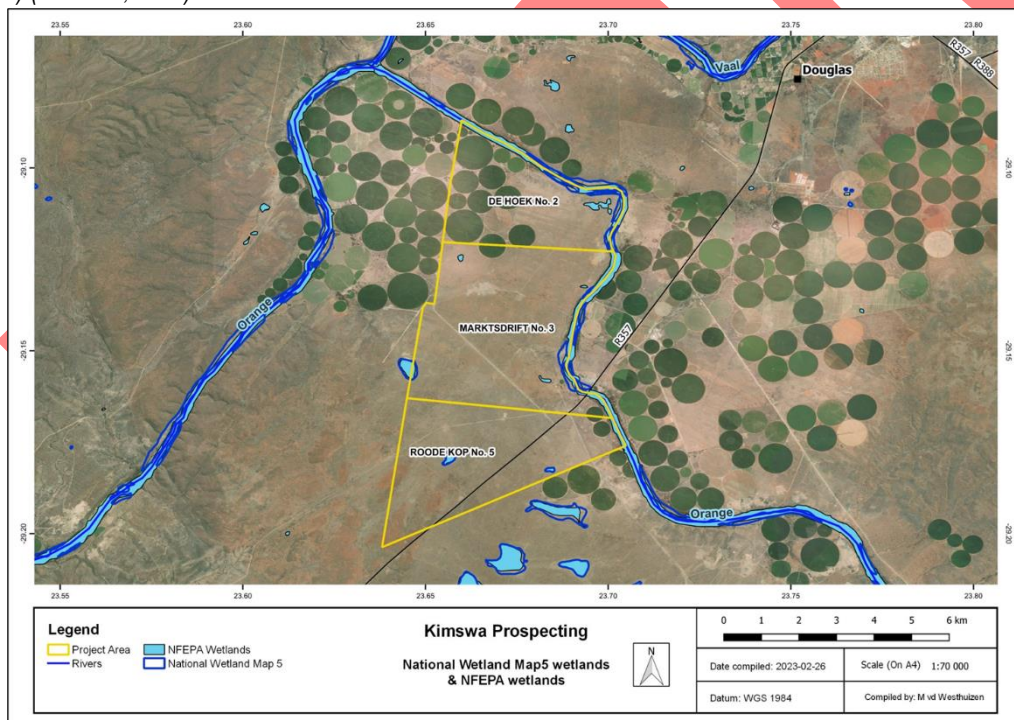 23.55 23.60 23.65 23.70 23.75 23.80
Vaal
Douglas
R357
R388
-29.10
-29.10
DE HOEK No. 2
Orange
MARKTSDRIFT No. 3
R357
-29.15
-29.15
ROODE KOP No. 5
Orange
-29.20
-29.20
23.55 23.60 23.65 23.70 23.75 23.80
Legend
Project Area
Rivers
NFEPA Wetlands
National Wetland Map 5
Kimswa Prospecting
National Wetland Map5 wetlands
& NFEPA wetlands
N
0 1 2 3 4 5 6 km
Date compiled: 2023-02-26
Scale (On A4) 1:70 000
Datum: WGS 1984
Compiled by: M vd Westhuizen